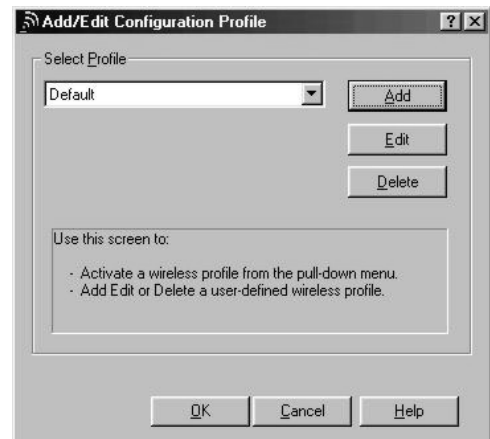 Add/Edit Configuration Profile
Select Profile
Default
Add
Edit
Delete
Use this screen to:
- Activate a wireless profile from the pull-down menu.
- Add Edit or Delete a user-defined wireless profile.
OK
Cancel
Help